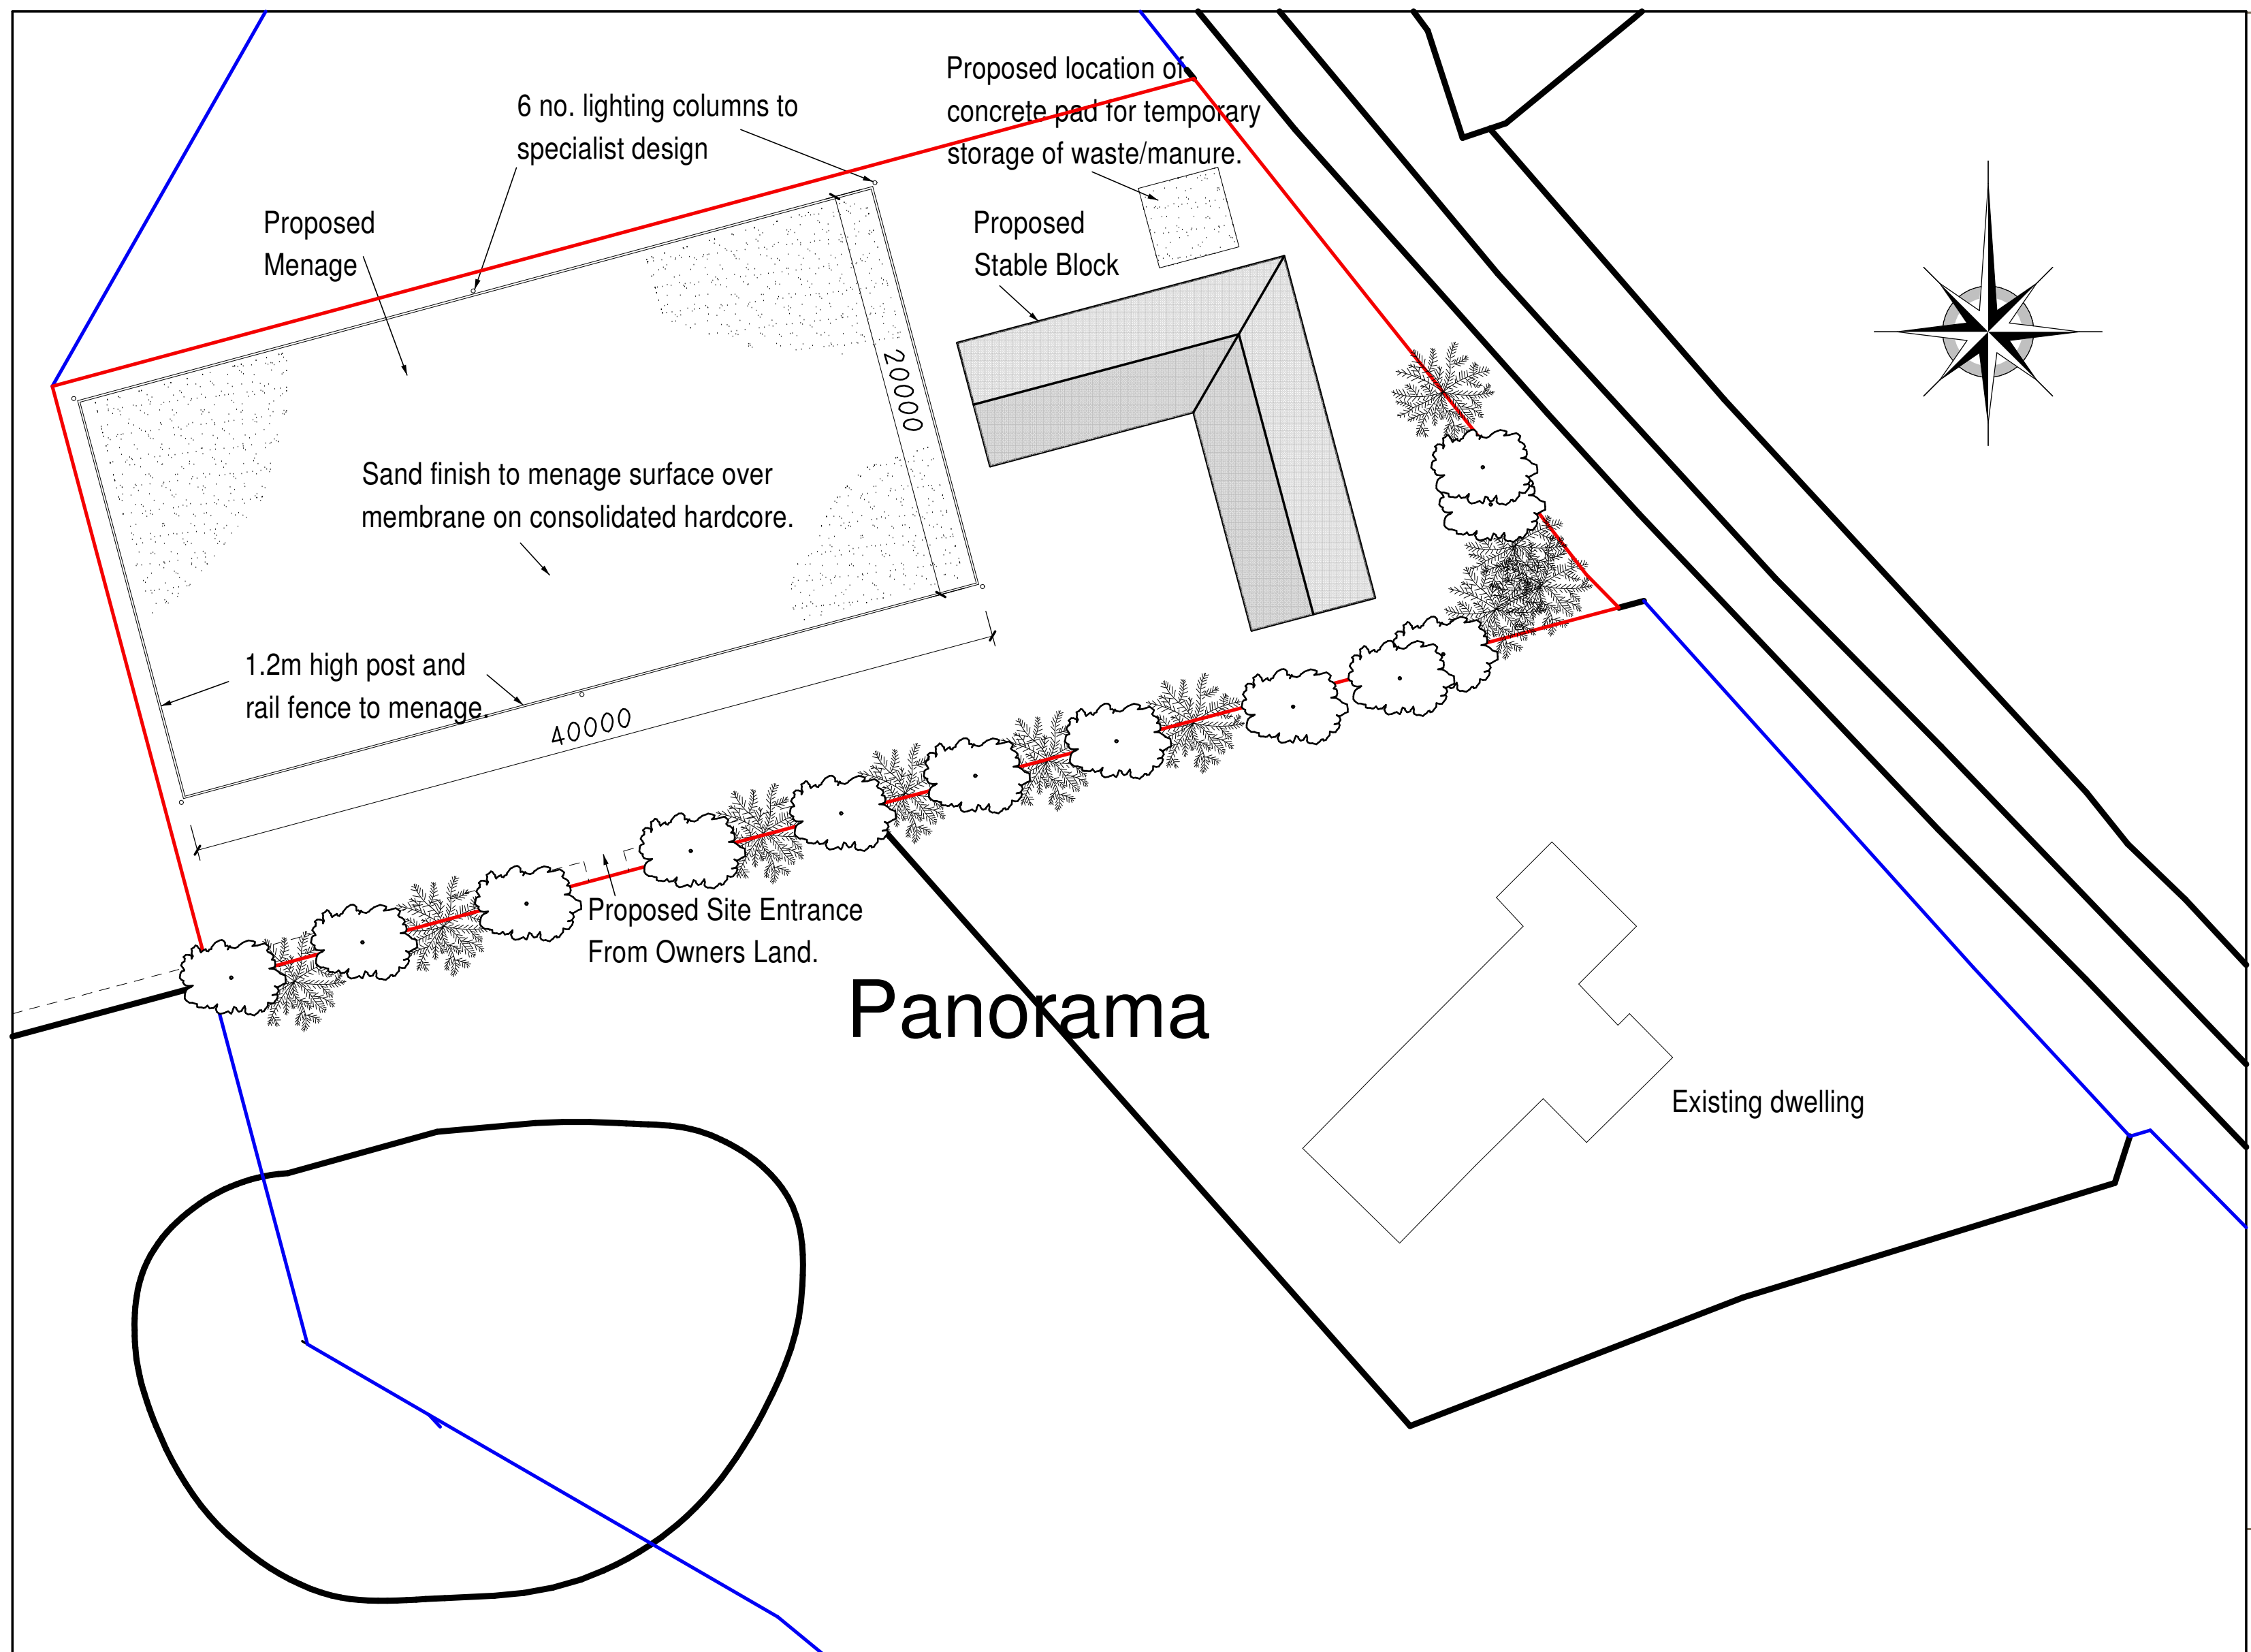 Proposed location of
concrete pad for temporary
storage of waste/manure.
6 no. lighting columns to
specialist design
Proposed
Menage
Proposed
Stable Block
20000
Sand finish to menage surface over
membrane on consolidated hardcore.
1.2m high post and
rail fence to menage.
40000
Proposed Site Entrance
From Owners Land.
Panorama
Existing dwelling